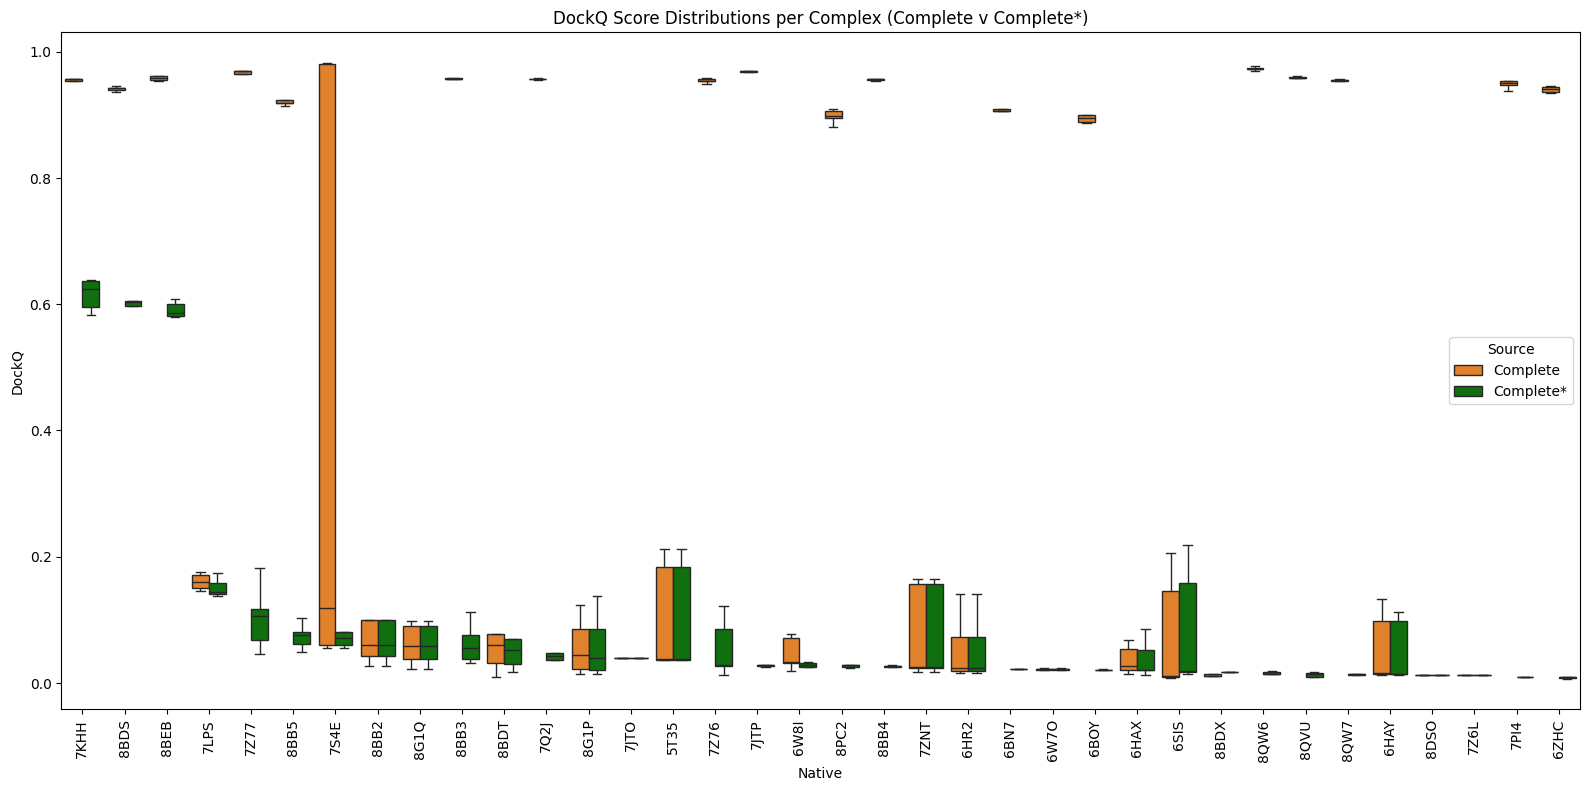 DockQ Score Distributions per Complex (Complete v Complete*)
1.0
0.8
0.6
0.4
0.2
0.0
DockQ
Source
Complete
Complete*
7KHH
8BDS
8BEB
7LPS
7Z77
8BB5
7S4E
8BB2
8G1Q
8BB3
8BDT
7Q2J
8G1P
7JTO
5T35
7Z76
7JTP
6W8I
8PC2
8BB4
7ZNT
6HR2
6BN7
6W7O
6BOY
6HAX
6SIS
8BDX
8QW6
8QVU
8QW7
6HAY
8DSO
7Z6L
7PI4
6ZHC
Native